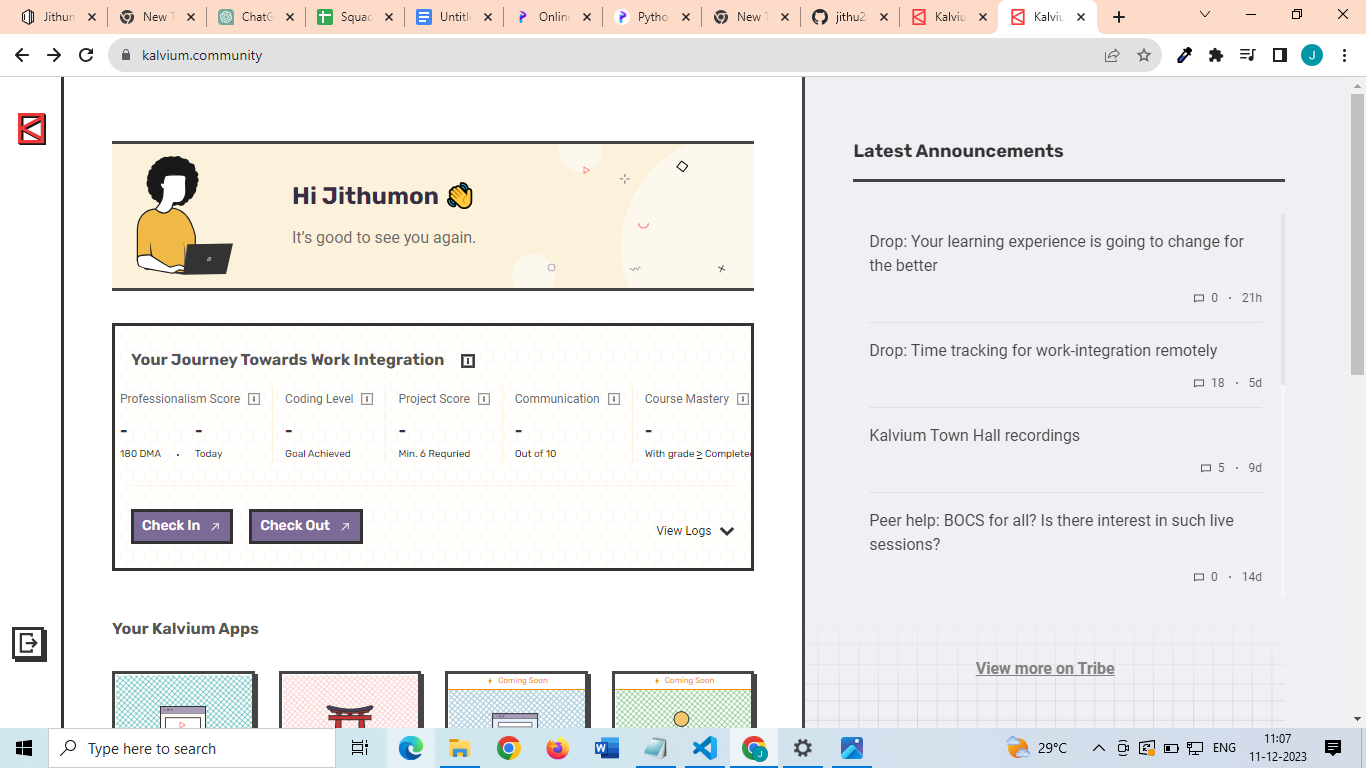 Jithun
New T
ChatG
Squac
Untitle
Online
Pytho
New T
jithu2
Kalviu
Kalviu
kalvium.community
J
Hi Jithumon 👋
It's good to see you again.
Your Journey Towards Work Integration
Professionalism Score
Coding Level
Project Score
Communication
Course Mastery
-
-
-
-
-
-
180 DMA
•
Today
Goal Achieved
Min. 6 Requried
Out of 10
With grade ≥ Complete
Check In
Check Out
View Logs
Your Kalvium Apps
Coming Soon
Coming Soon
Latest Announcements
Drop: Your learning experience is going to change for
the better
0 · 21h
Drop: Time tracking for work-integration remotely
18 · 5d
Kalvium Town Hall recordings
5 · 9d
Peer help: BOCS for all? Is there interest in such live
sessions?
0 · 14d
View more on Tribe
Type here to search
29°C
ENG
11:07
11-12-2023